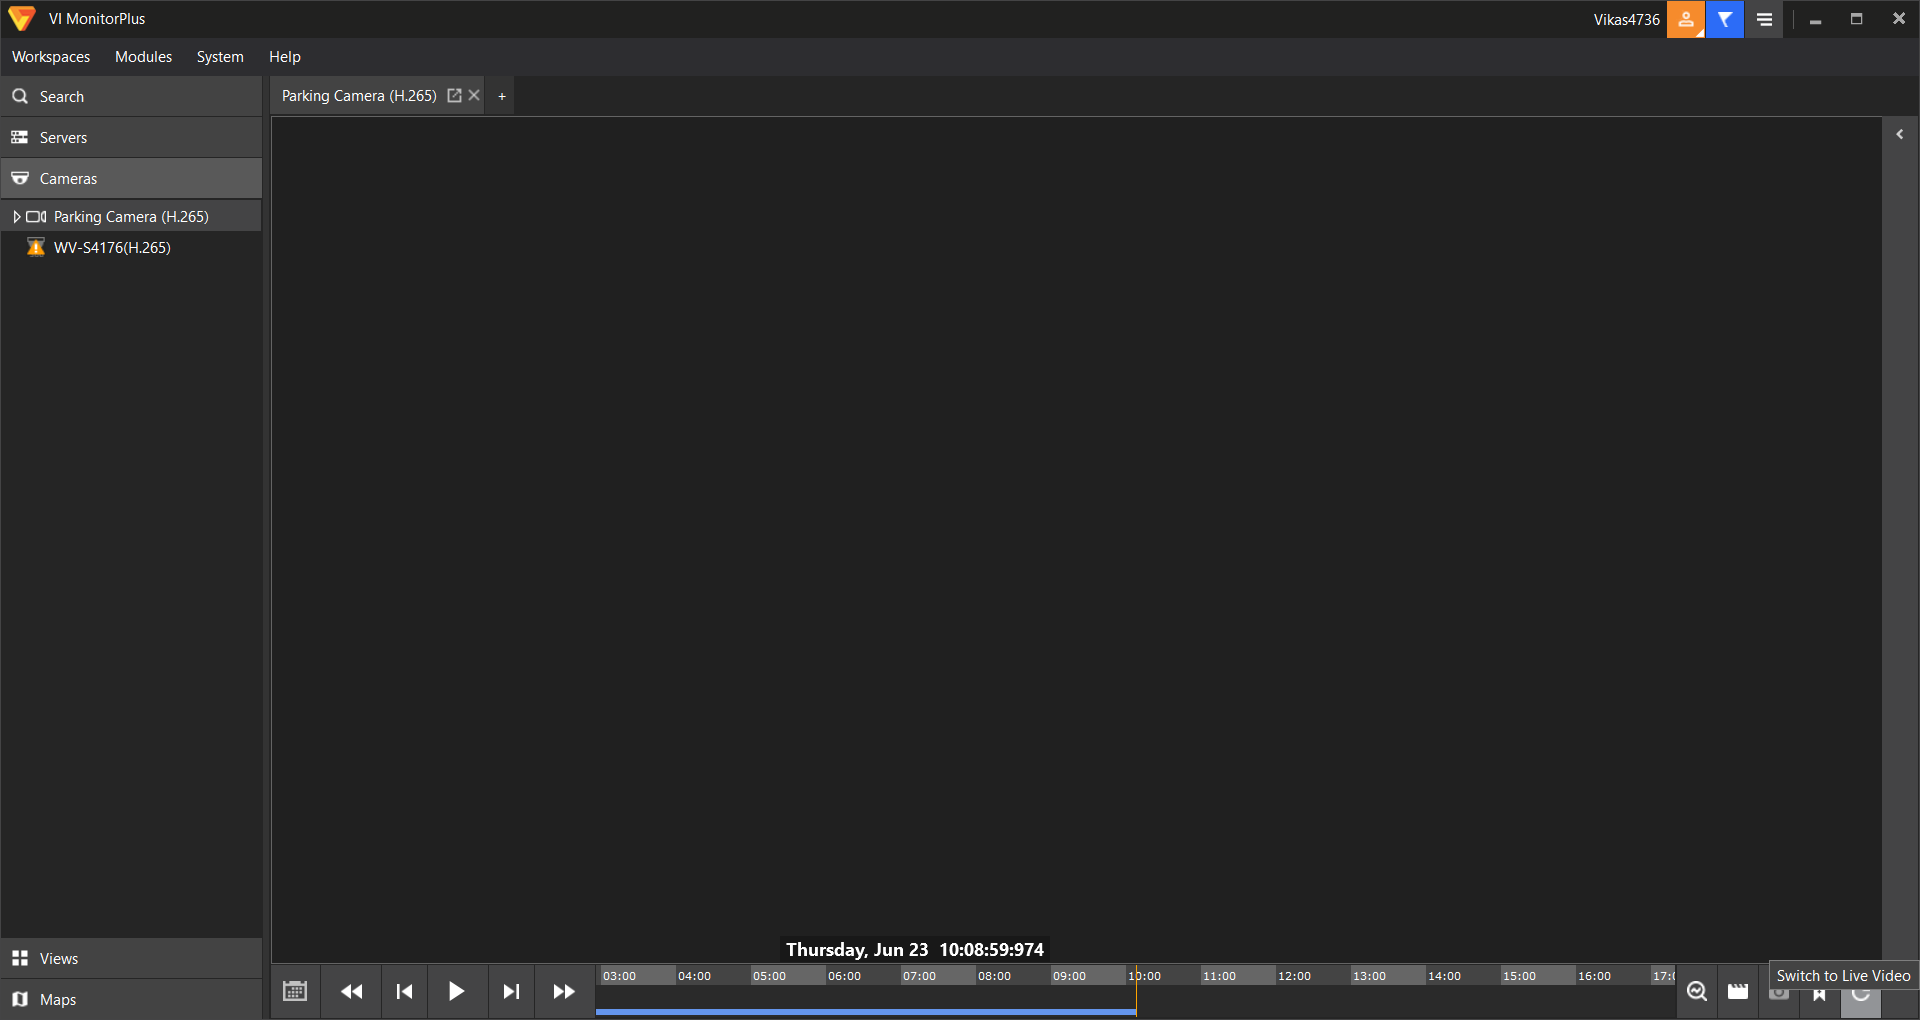 VI MonitorPlus
Vikas4736
Workspaces Modules System Help
Search
Servers
Cameras
Parking Camera (H.265)
WV-S4176(H.265)
Views
Maps
Parking Camera (H.265) +
Thursday, Jun 23 10:08:59:974
03:00 04:00 05:00 06:00 07:00 08:00 09:00 10:00 11:00 12:00 13:00 14:00 15:00 16:00
Switch to Live Video